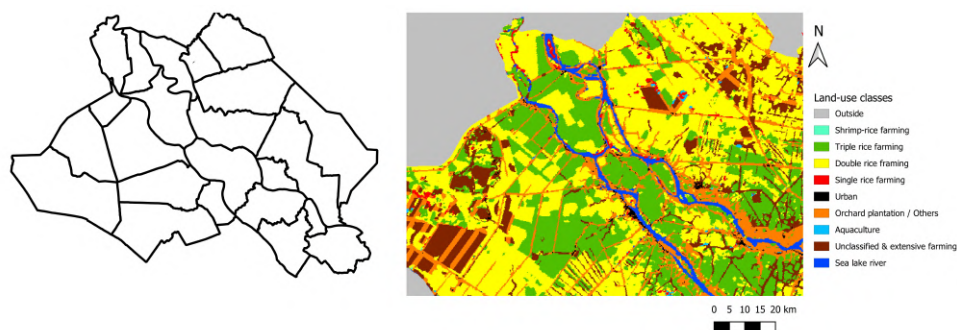 N
Land-use classes
Outside
Shrimp-rice farming
Triple rice farming
Double rice framing
Single rice farming
Urban
Orchard plantation / Others
Aquaculture
Unclassified & extensive farming
Sea lake river
0 5 10 15 20 km